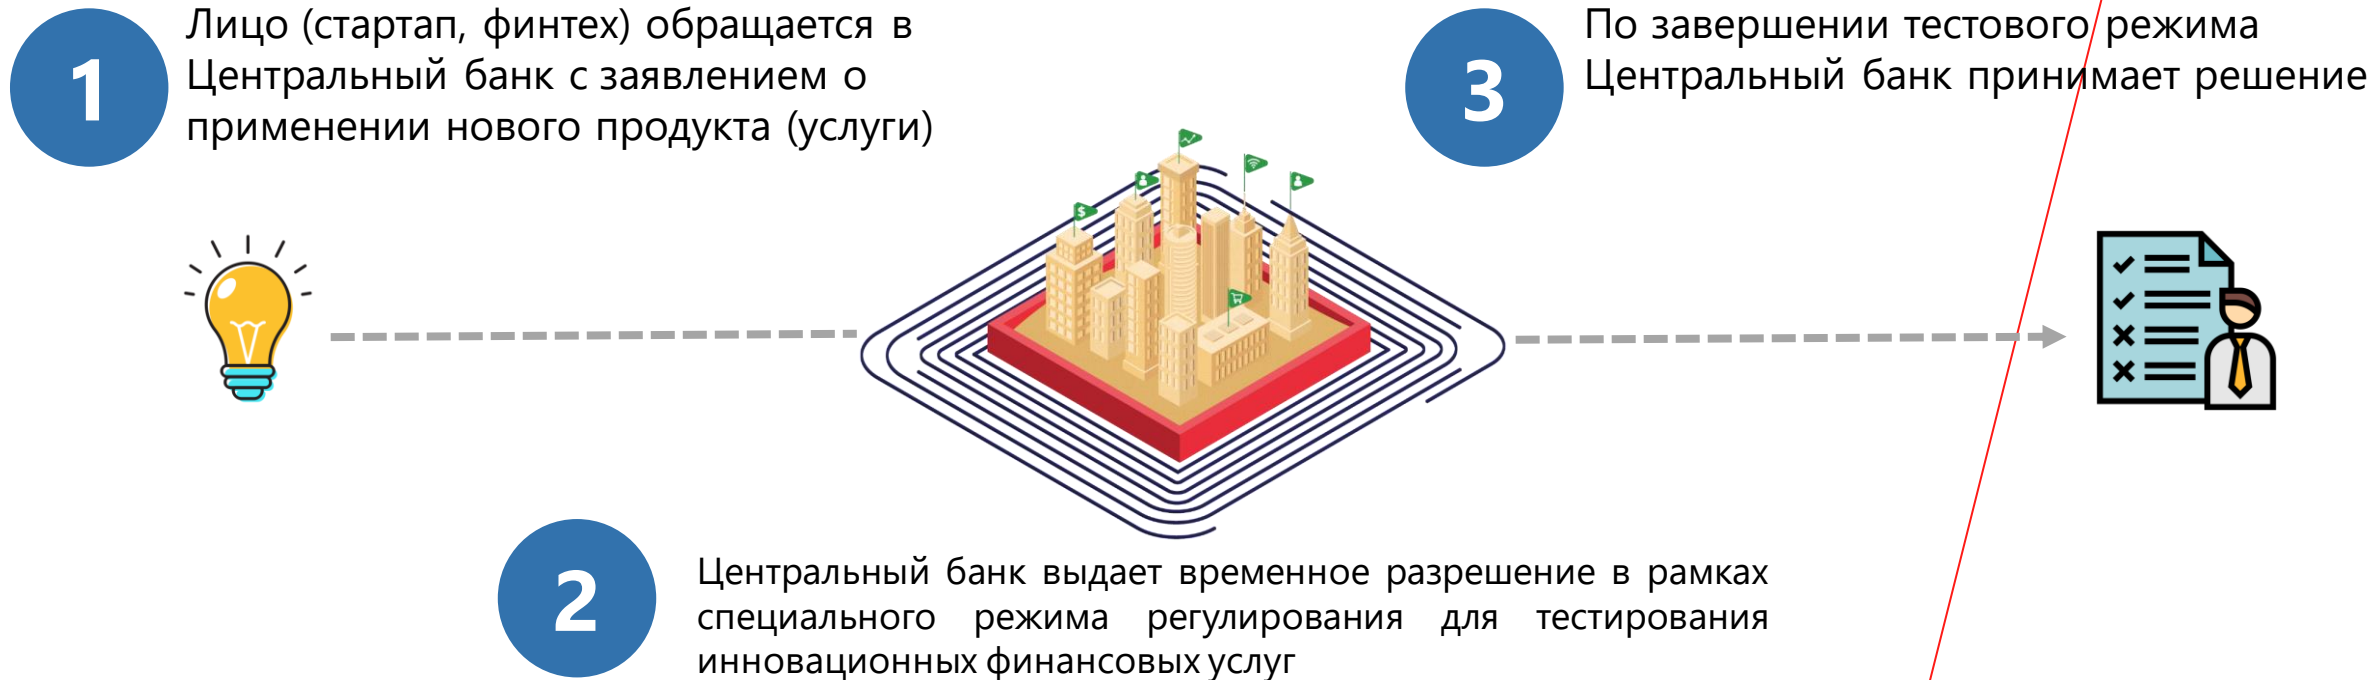 1
Лицо (стартап, финтех) обращается в
Центральный банк с заявлением о
применении нового продукта (услуги)
3
По завершении тестового режима
Центральный банк принимает решение
$
2
Центральный банк выдает временное разрешение в рамках
специального режима регулирования для тестирования
инновационных финансовых услуг